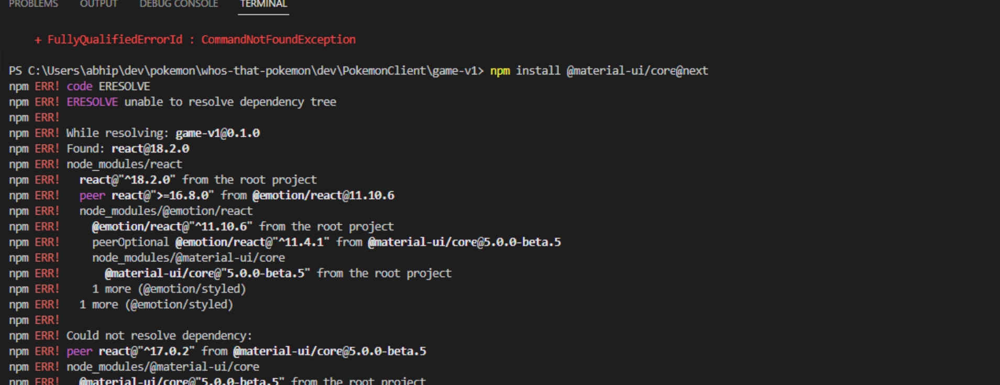 PROBLEMS OUTPUT DEBUG CONSOLE TERMINAL
+ FullyQualifiedErrorId : CommandNotFoundException
PS C:\Users\abhip\dev\pokemon\whos-that-pokemon\dev\PokemonClient\game-v1> npm install @material-ui/core@next
npm ERR! code ERESOLVE
npm ERR! ERESOLVE unable to resolve dependency tree
npm ERR!
npm ERR! While resolving: game-v1@0.1.0
npm ERR! Found: react@18.2.0
npm ERR! node_modules/react
npm ERR!   react@"^18.2.0" from the root project
npm ERR!   peer react@">=16.8.0" from @emotion/react@11.10.6
npm ERR!   node_modules/@emotion/react
npm ERR!     @emotion/react@"^11.10.6" from the root project
npm ERR!     peerOptional @emotion/react@"^11.4.1" from @material-ui/core@5.0.0-beta.5
npm ERR!     node_modules/@material-ui/core
npm ERR!       @material-ui/core@"5.0.0-beta.5" from the root project
npm ERR!     1 more (@emotion/styled)
npm ERR!   1 more (@emotion/styled)
npm ERR!
npm ERR! Could not resolve dependency:
npm ERR! peer react@"^17.0.2" from @material-ui/core@5.0.0-beta.5
npm ERR! node_modules/@material-ui/core
npm ERR!   @material-ui/core@"5.0.0-beta.5" from the root project